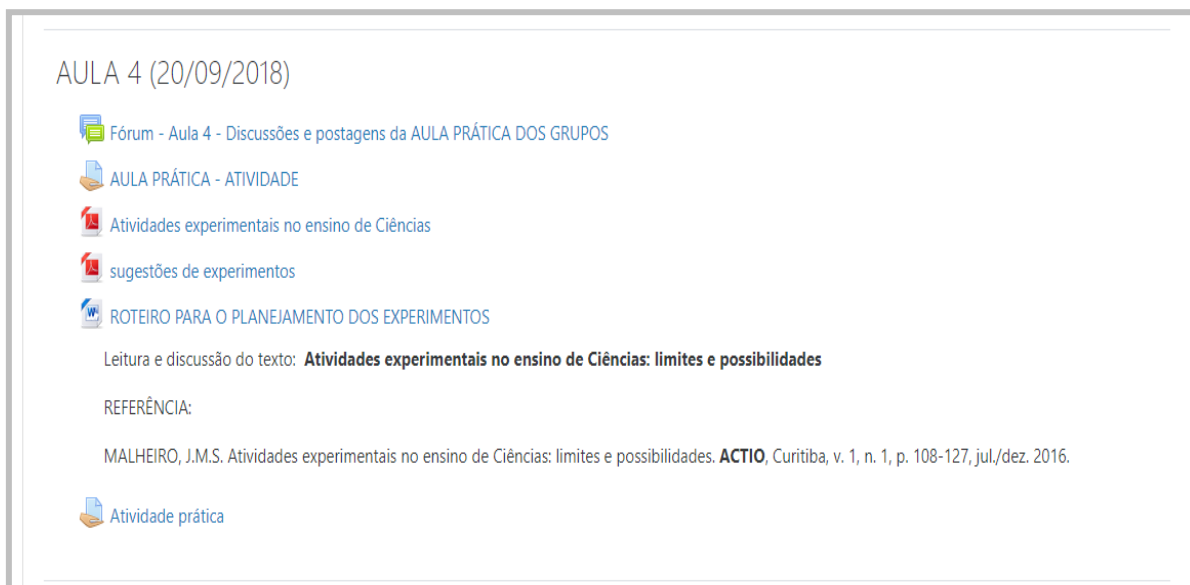 AULA 4 (20/09/2018)
Fórum - Aula 4 - Discussões e postagens da AULA PRÁTICA DOS GRUPOS
AULA PRÁTICA - ATIVIDADE
Atividades experimentais no ensino de Ciências
sugestões de experimentos
ROTEIRO PARA O PLANEJAMENTO DOS EXPERIMENTOS
Leitura e discussão do texto: Atividades experimentais no ensino de Ciências: limites e possibilidades
REFERÊNCIA:
MALHEIRO, J.M.S. Atividades experimentais no ensino de Ciências: limites e possibilidades. ACTIO, Curitiba, v. 1, n. 1, p. 108-127, jul./dez. 2016.
Atividade prática